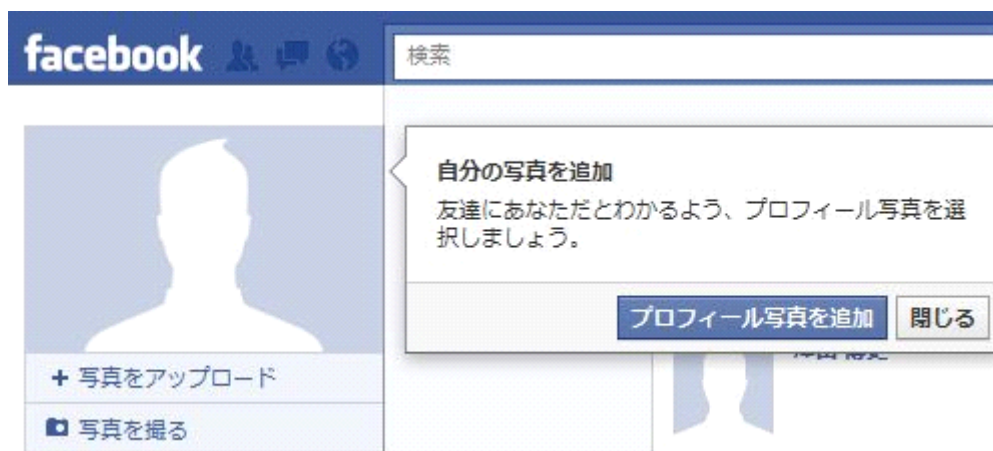 facebook
検索
自分の写真を追加
友達にあなただとわかるよう、プロフィール写真を選
択しましょう。
プロフィール写真を追加
閉じる
+ 写真をアップロード
写真を撮る